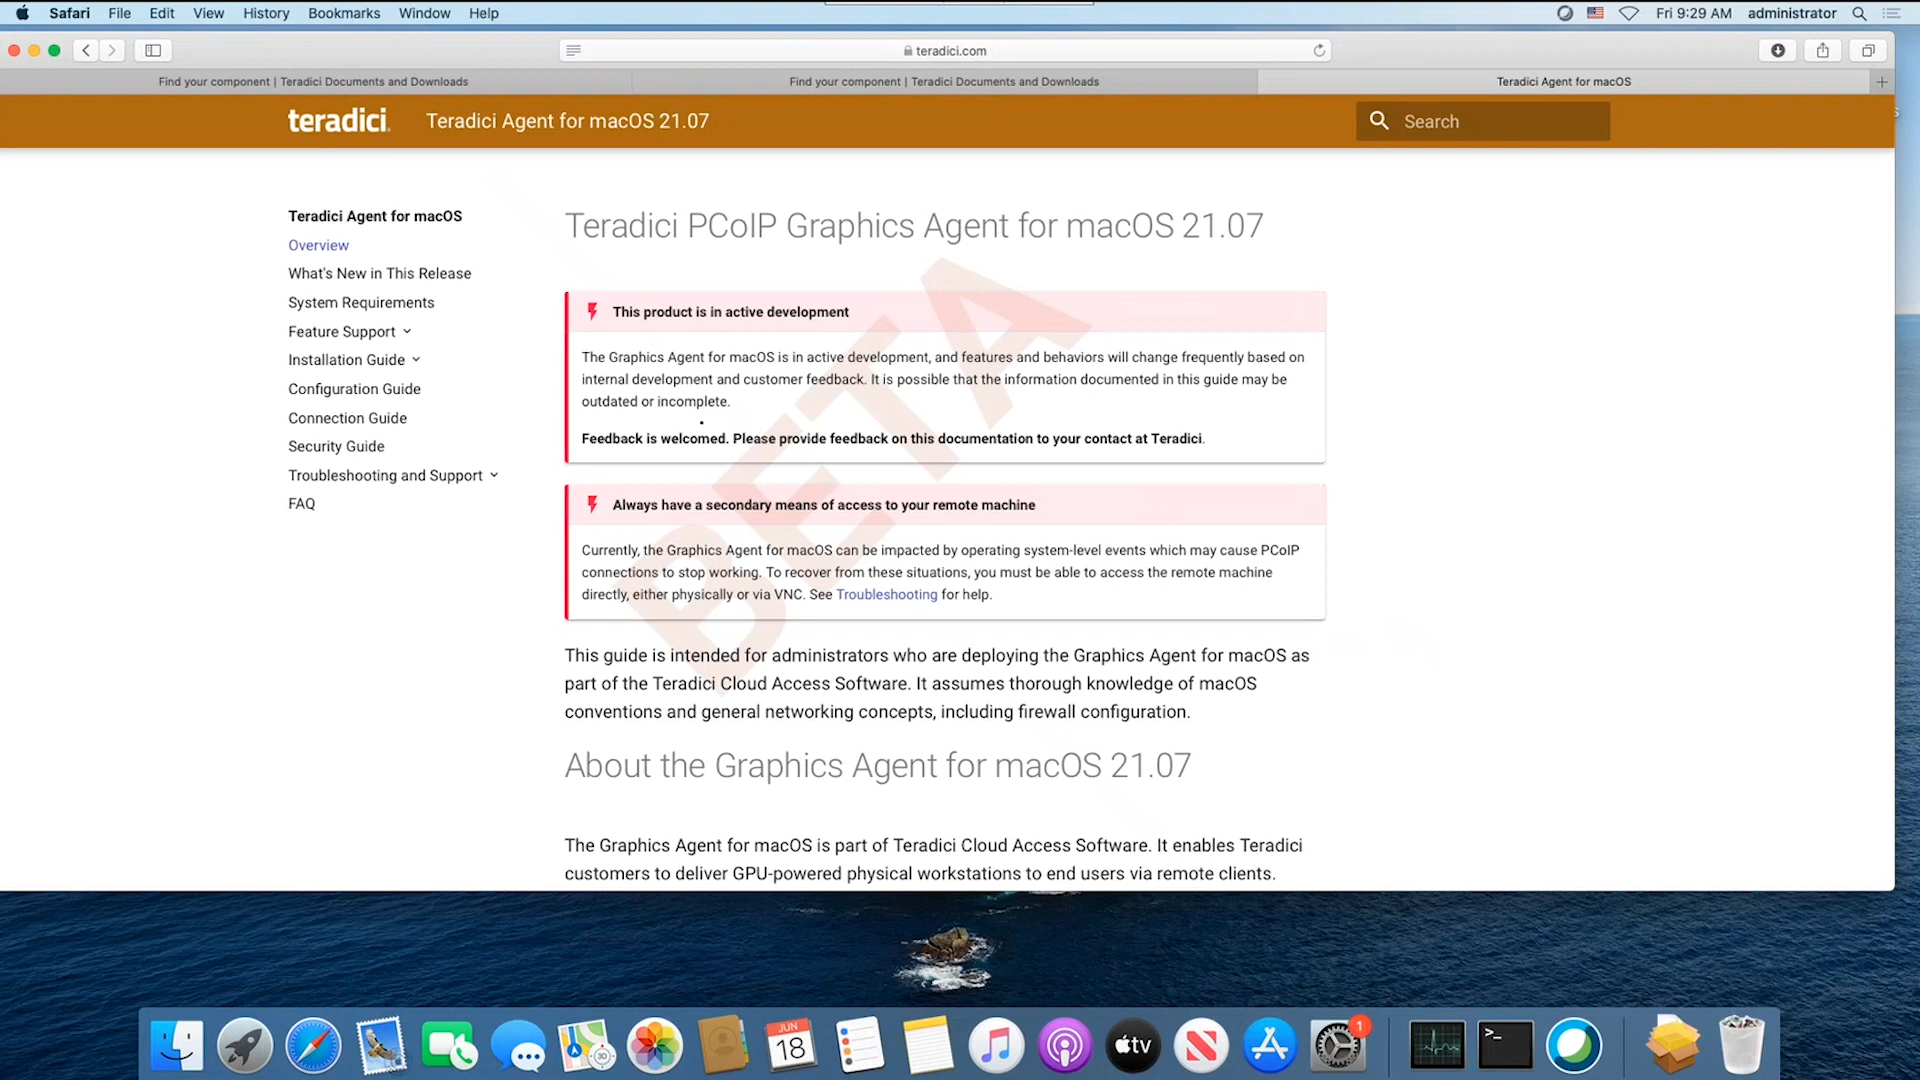 Safari File Edit View History Bookmarks Window Help
Fri 9:29 AM administrator
teradici.com
Find your component | Teradici Documents and Downloads
Find your component | Teradici Documents and Downloads
Teradici Agent for macOS
teradici.
Teradici Agent for macOS 21.07
Search
Teradici Agent for macOS
Overview
What's New in This Release
System Requirements
Feature Support
Installation Guide
Configuration Guide
Connection Guide
Security Guide
Troubleshooting and Support
FAQ
BETA
Teradici PCoIP Graphics Agent for macOS 21.07
This product is in active development
The Graphics Agent for macOS is in active development, and features and behaviors will change frequently based on
internal development and customer feedback. It is possible that the information documented in this guide may be
outdated or incomplete.
Feedback is welcomed. Please provide feedback on this documentation to your contact at Teradici.
Always have a secondary means of access to your remote machine
Currently, the Graphics Agent for macOS can be impacted by operating system-level events which may cause PCoIP
connections to stop working. To recover from these situations, you must be able to access the remote machine
directly, either physically or via VNC. See Troubleshooting for help.
This guide is intended for administrators who are deploying the Graphics Agent for macOS as
part of the Teradici Cloud Access Software. It assumes thorough knowledge of macOS
conventions and general networking concepts, including firewall configuration.
About the Graphics Agent for macOS 21.07
The Graphics Agent for macOS is part of Teradici Cloud Access Software. It enables Teradici
customers to deliver GPU-powered physical workstations to end users via remote clients.
3D
JUN
18
tv
1
>_